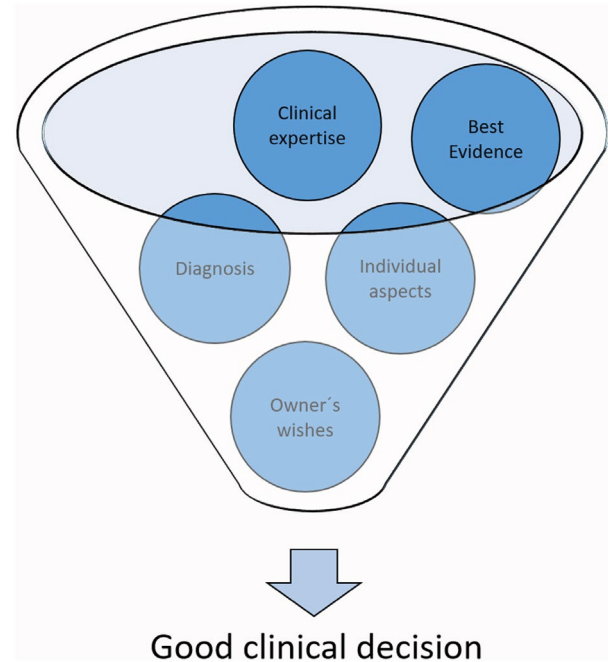 Clinical
expertise
Best
Evidence
Diagnosis
Individual
aspects
Owner´s
wishes
Good clinical decision